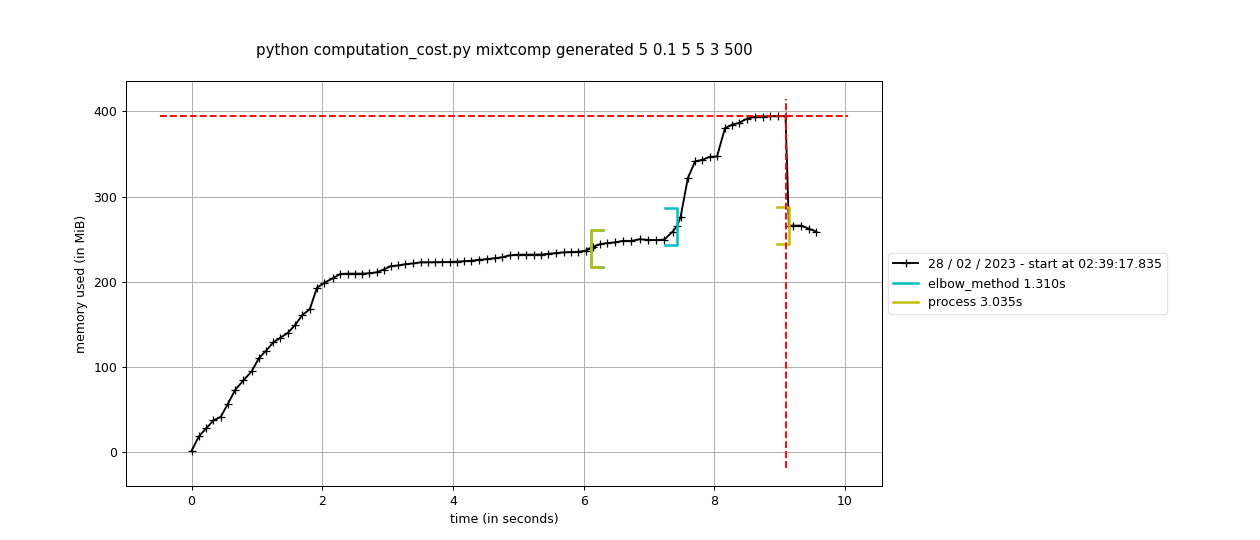 python computation_cost.py mixtcomp generated 5 0.1 5 5 3 500
400
300
200
100
0
memory used (in MiB)
0 2 4 6 8 10
time (in seconds)
28 / 02 / 2023 - start at 02:39:17.835
elbow_method 1.310s
process 3.035s